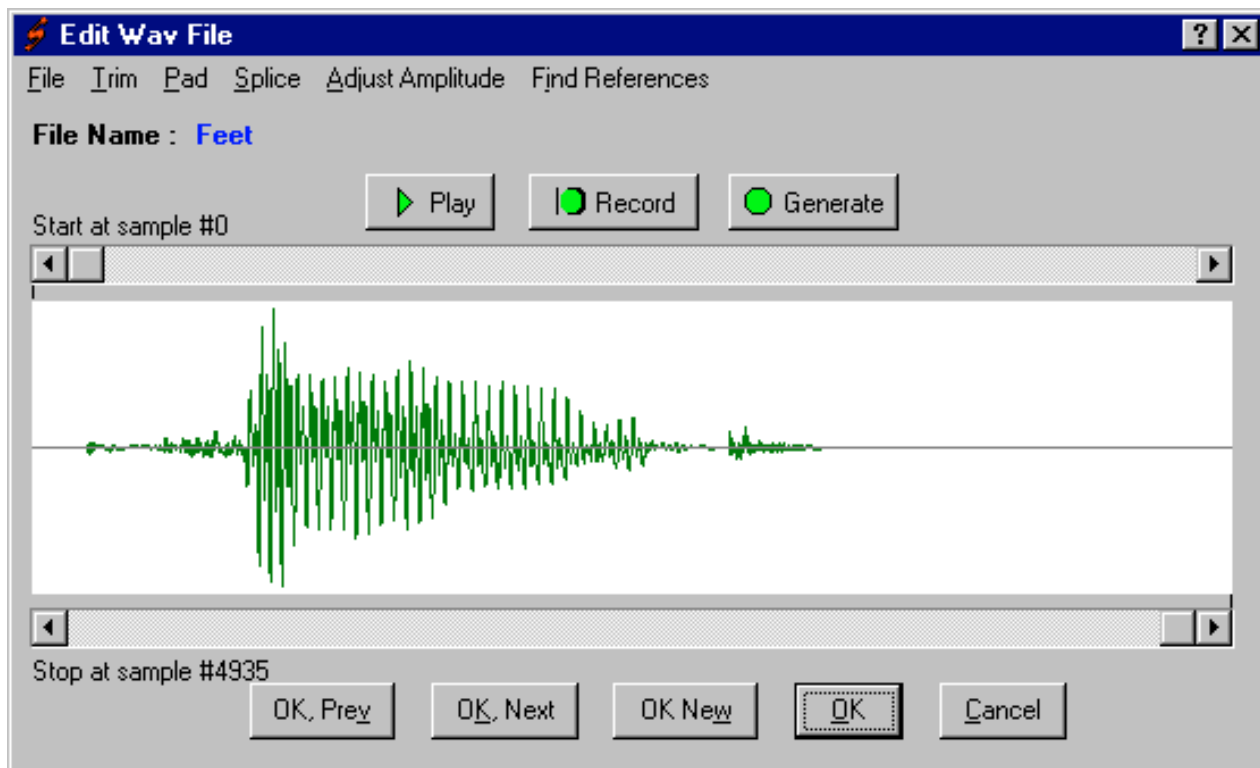 Edit Wav File
File Trim Pad Splice Adjust Amplitude Find References
File Name : Feet
Play Record Generate
Start at sample #0
Stop at sample #4935
OK, Prev OK, Next OK New OK Cancel